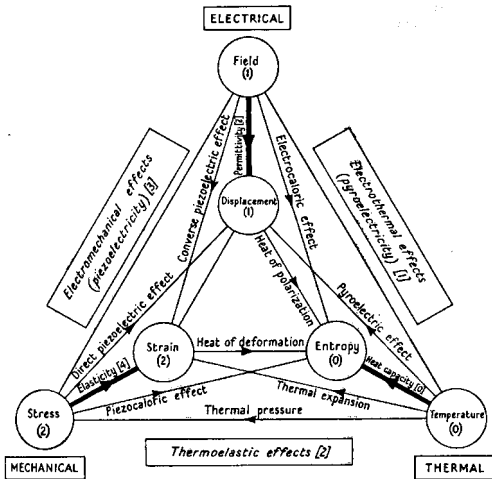 ELECTRICAL
Field
(1)
Permittivity [2]
Converse piezoelectric effect
Electrocaloric effect
Electromechanical effects
(piezoelectricity) [3]
Electrothermal effects
(pyroelectricity) [1]
Displacement
(1)
Direct piezoelectric effect
Heat of polarization
Pyroelectric effect
Strain
(2)
Heat of deformation
Entropy
(0)
Elasticity [4]
Heat capacity [0]
Piezocaloric effect
Thermal expansion
Stress
(2)
Thermal pressure
Temperature
(0)
MECHANICAL
Thermoelastic effects [2]
THERMAL